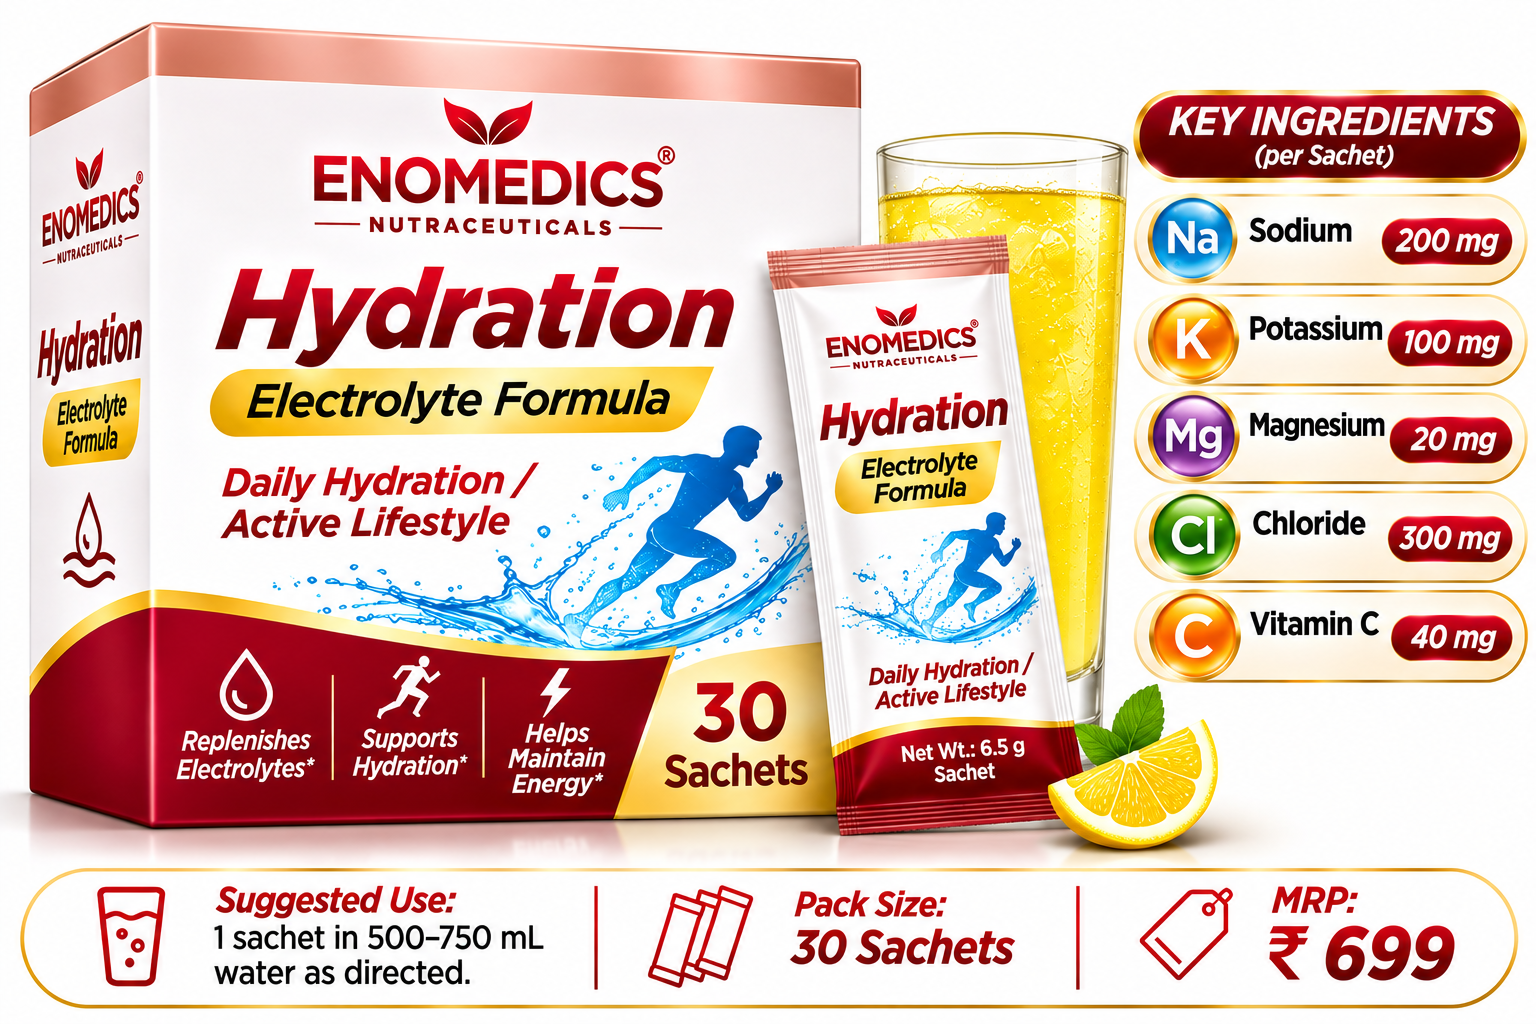 ENOMEDICS®
NUTRACEUTICALS
Hydration
Electrolyte
Formula
ENOMEDICS®
NUTRACEUTICALS
Hydration
Electrolyte Formula
Daily Hydration /
Active Lifestyle
Replenishes
Electrolytes*
Supports
Hydration*
Helps
Maintain
Energy*
30
Sachets
ENOMEDICS®
NUTRACEUTICALS
Hydration
Electrolyte
Formula
Daily Hydration /
Active Lifestyle
Net Wt.: 6.5 g
Sachet
KEY INGREDIENTS
(per Sachet)
Na Sodium 200 mg
K Potassium 100 mg
Mg Magnesium 20 mg
Cl Chloride 300 mg
C Vitamin C 40 mg
Suggested Use:
1 sachet in 500–750 mL
water as directed.
Pack Size:
30 Sachets
MRP:
₹ 699